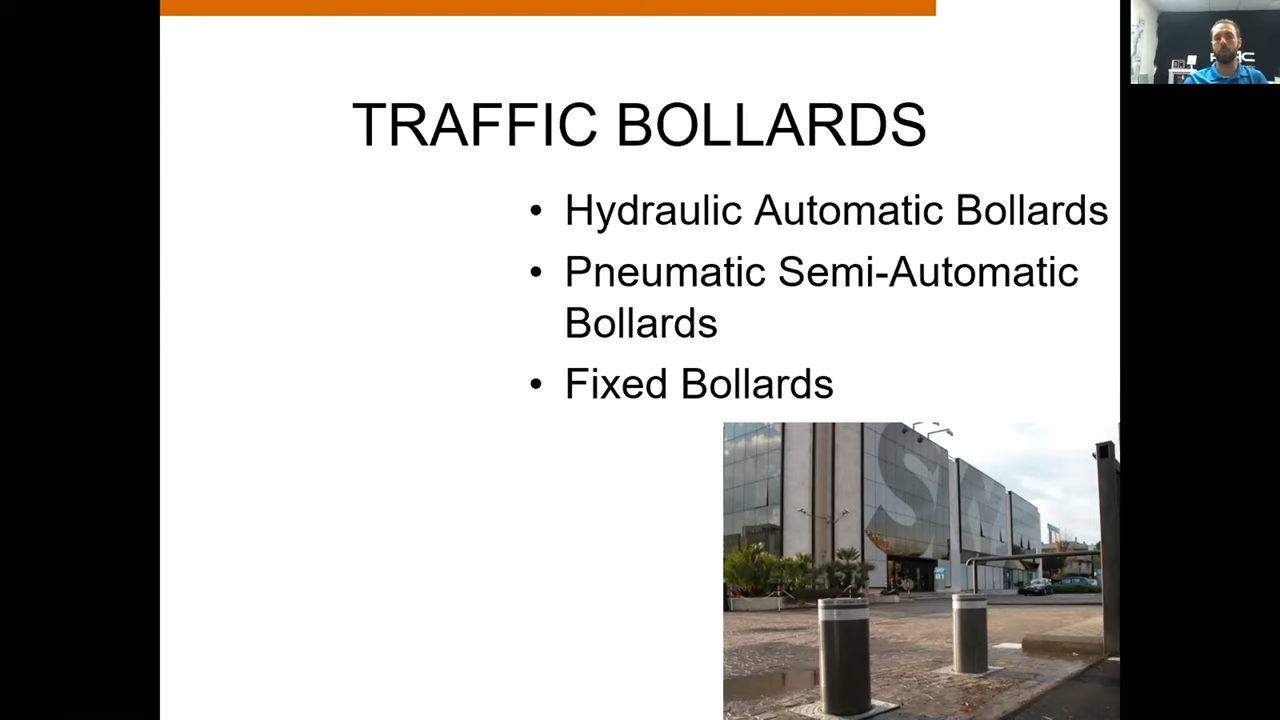 TRAFFIC BOLLARDS
• Hydraulic Automatic Bollards
• Pneumatic Semi-Automatic
Bollards
• Fixed Bollards